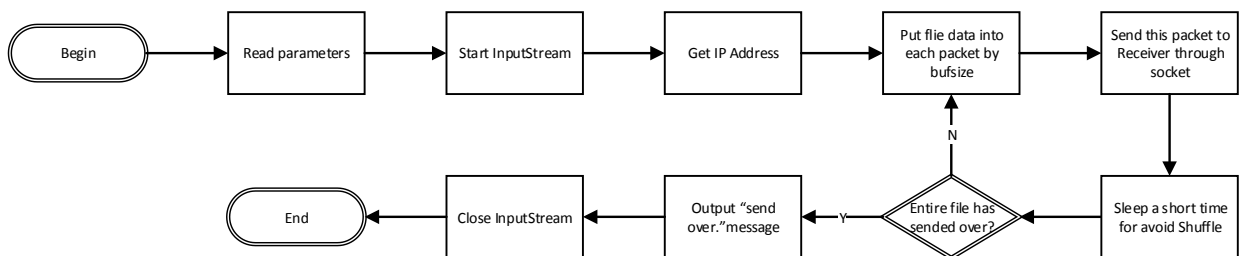 Begin
Read parameters
Start InputStream
Get IP Address
Put flie data into
each packet by
bufsize
Send this packet to
Receiver through
socket
N
End
Close InputStream
Output “send
over.”message
Y
Entire file has
sended over?
Sleep a short time
for avoid Shuffle